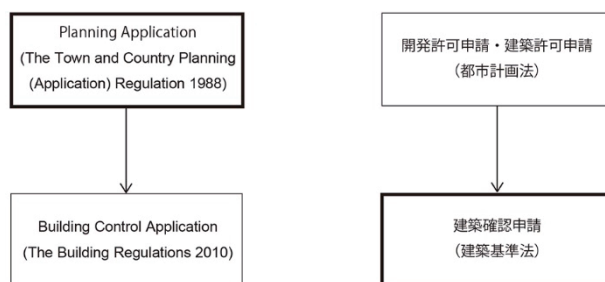 Planning Application
(The Town and Country Planning
(Application) Regulation 1988)
Building Control Application
(The Building Regulations 2010)
開発許可申請・建築許可申請
（都市計画法）
建築確認申請
（建築基準法）